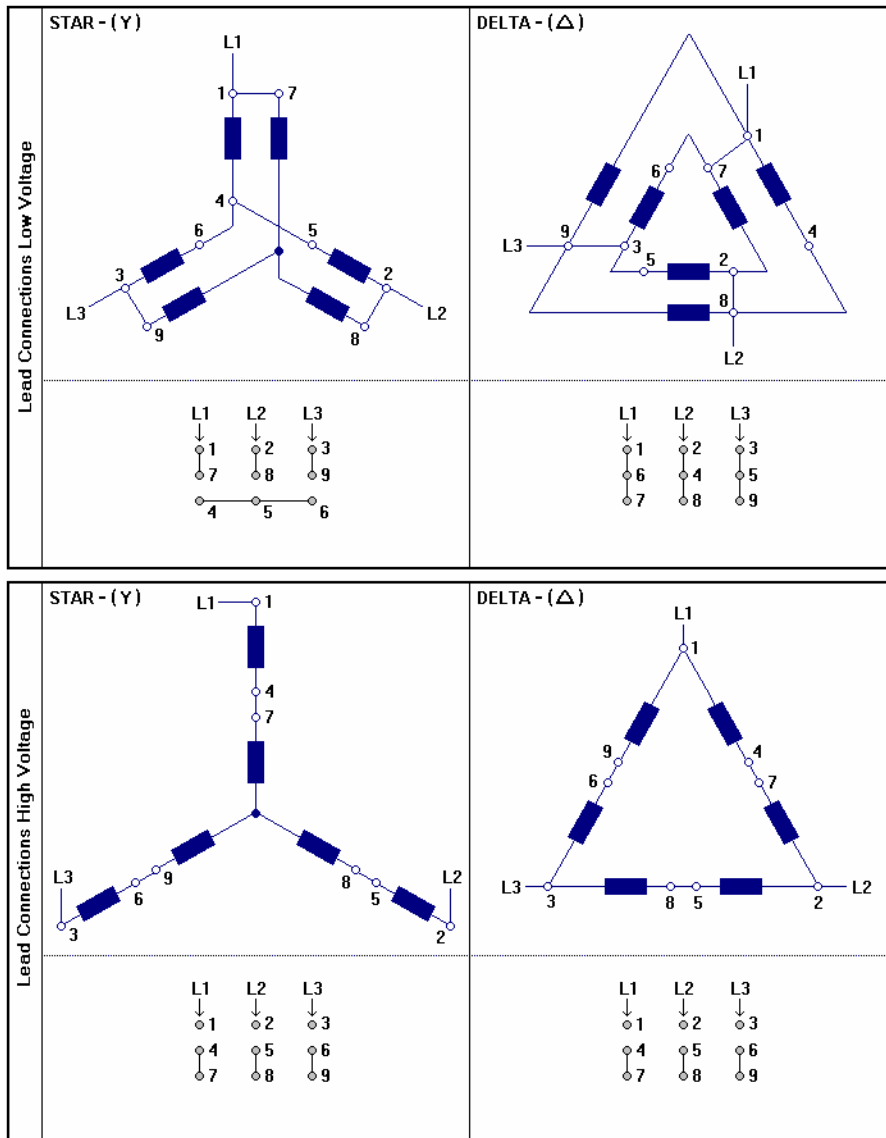 Lead Connections Low Voltage
STAR - ( Y )
L1
1 7
4
6 5
3 2
L3 L2
9 8
L1 L2 L3
1 2 3
7 8 9
4 5 6
DELTA - ( △ )
L1
1
6 7
L3 9 3 4
5 2
8
L2
L1 L2 L3
1 2 3
6 4 5
7 8 9
Lead Connections High Voltage
STAR - ( Y )
L1 1
4
7
L3 L2
9 8
6 5
3 2
L1 L2 L3
1 2 3
4 5 6
7 8 9
DELTA - ( △ )
L1
1
9 4
6 7
L3 L2
3 8 5 2
L1 L2 L3
1 2 3
4 5 6
7 8 9